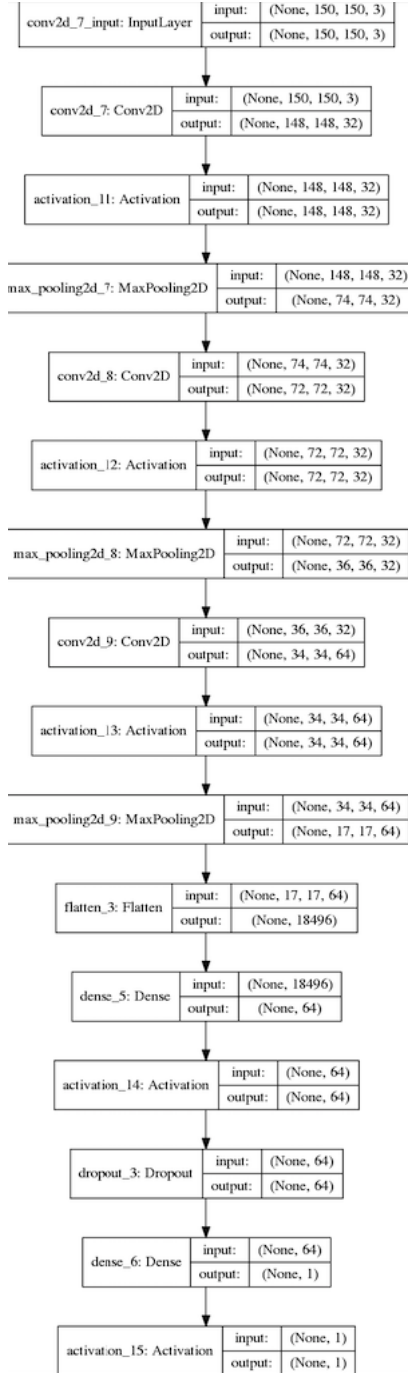 conv2d_7_input: InputLayer
input: (None, 150, 150, 3)
output: (None, 150, 150, 3)
conv2d_7: Conv2D
input: (None, 150, 150, 3)
output: (None, 148, 148, 32)
activation_11: Activation
input: (None, 148, 148, 32)
output: (None, 148, 148, 32)
max_pooling2d_7: MaxPooling2D
input: (None, 148, 148, 32)
output: (None, 74, 74, 32)
conv2d_8: Conv2D
input: (None, 74, 74, 32)
output: (None, 72, 72, 32)
activation_12: Activation
input: (None, 72, 72, 32)
output: (None, 72, 72, 32)
max_pooling2d_8: MaxPooling2D
input: (None, 72, 72, 32)
output: (None, 36, 36, 32)
conv2d_9: Conv2D
input: (None, 36, 36, 32)
output: (None, 34, 34, 64)
activation_13: Activation
input: (None, 34, 34, 64)
output: (None, 34, 34, 64)
max_pooling2d_9: MaxPooling2D
input: (None, 34, 34, 64)
output: (None, 17, 17, 64)
flatten_3: Flatten
input: (None, 17, 17, 64)
output: (None, 18496)
dense_5: Dense
input: (None, 18496)
output: (None, 64)
activation_14: Activation
input: (None, 64)
output: (None, 64)
dropout_3: Dropout
input: (None, 64)
output: (None, 64)
dense_6: Dense
input: (None, 64)
output: (None, 1)
activation_15: Activation
input: (None, 1)
output: (None, 1)